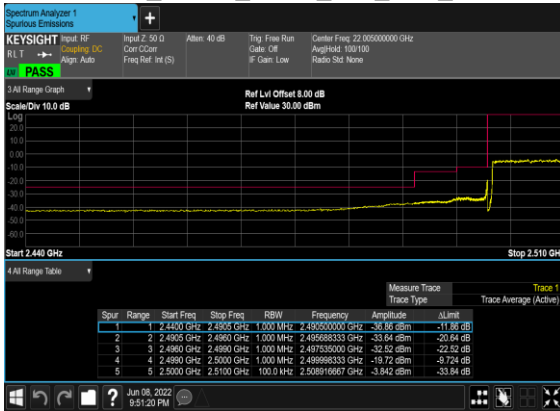 Spectrum Analyzer 1
Spurious Emissions
+
KEYSIGHT Input: RF Input Z: 50 Ω Atten: 40 dB Trig: Free Run Center Freq: 22.005000000 GHz
RLT Coupling: DC Corr CCorr Gate: Off Avg|Hold: 100/100
Align: Auto Freq Ref: Int (S) IF Gain: Low Radio Std: None
PASS
3 All Range Graph
Ref Lvl Offset 8.00 dB
Scale/Div 10.0 dB Ref Value 30.00 dBm
Log
20.0
10.0
0.00
-10.0
-20.0
-30.0
-40.0
-50.0
-60.0
Start 2.440 GHz Stop 2.510 GH
4 All Range Table
Measure Trace Trace 1
Trace Type Trace Average (Active)
Spur Range Start Freq Stop Freq RBW Frequency Amplitude ΔLimit
1 1 2.4400 GHz 2.4905 GHz 1.000 MHz 2.490500000 GHz -36.86 dBm -11.86 dB
2 2 2.4905 GHz 2.4960 GHz 1.000 MHz 2.495688333 GHz -33.64 dBm -20.64 dB
3 3 2.4960 GHz 2.4990 GHz 1.000 MHz 2.497535000 GHz -32.52 dBm -22.52 dB
4 4 2.4990 GHz 2.5000 GHz 1.000 MHz 2.499998333 GHz -19.72 dBm -9.724 dB
5 5 2.5000 GHz 2.5100 GHz 100.0 kHz 2.508916667 GHz -3.842 dBm -33.84 dB
? Jun 08, 2022
9:51:20 PM